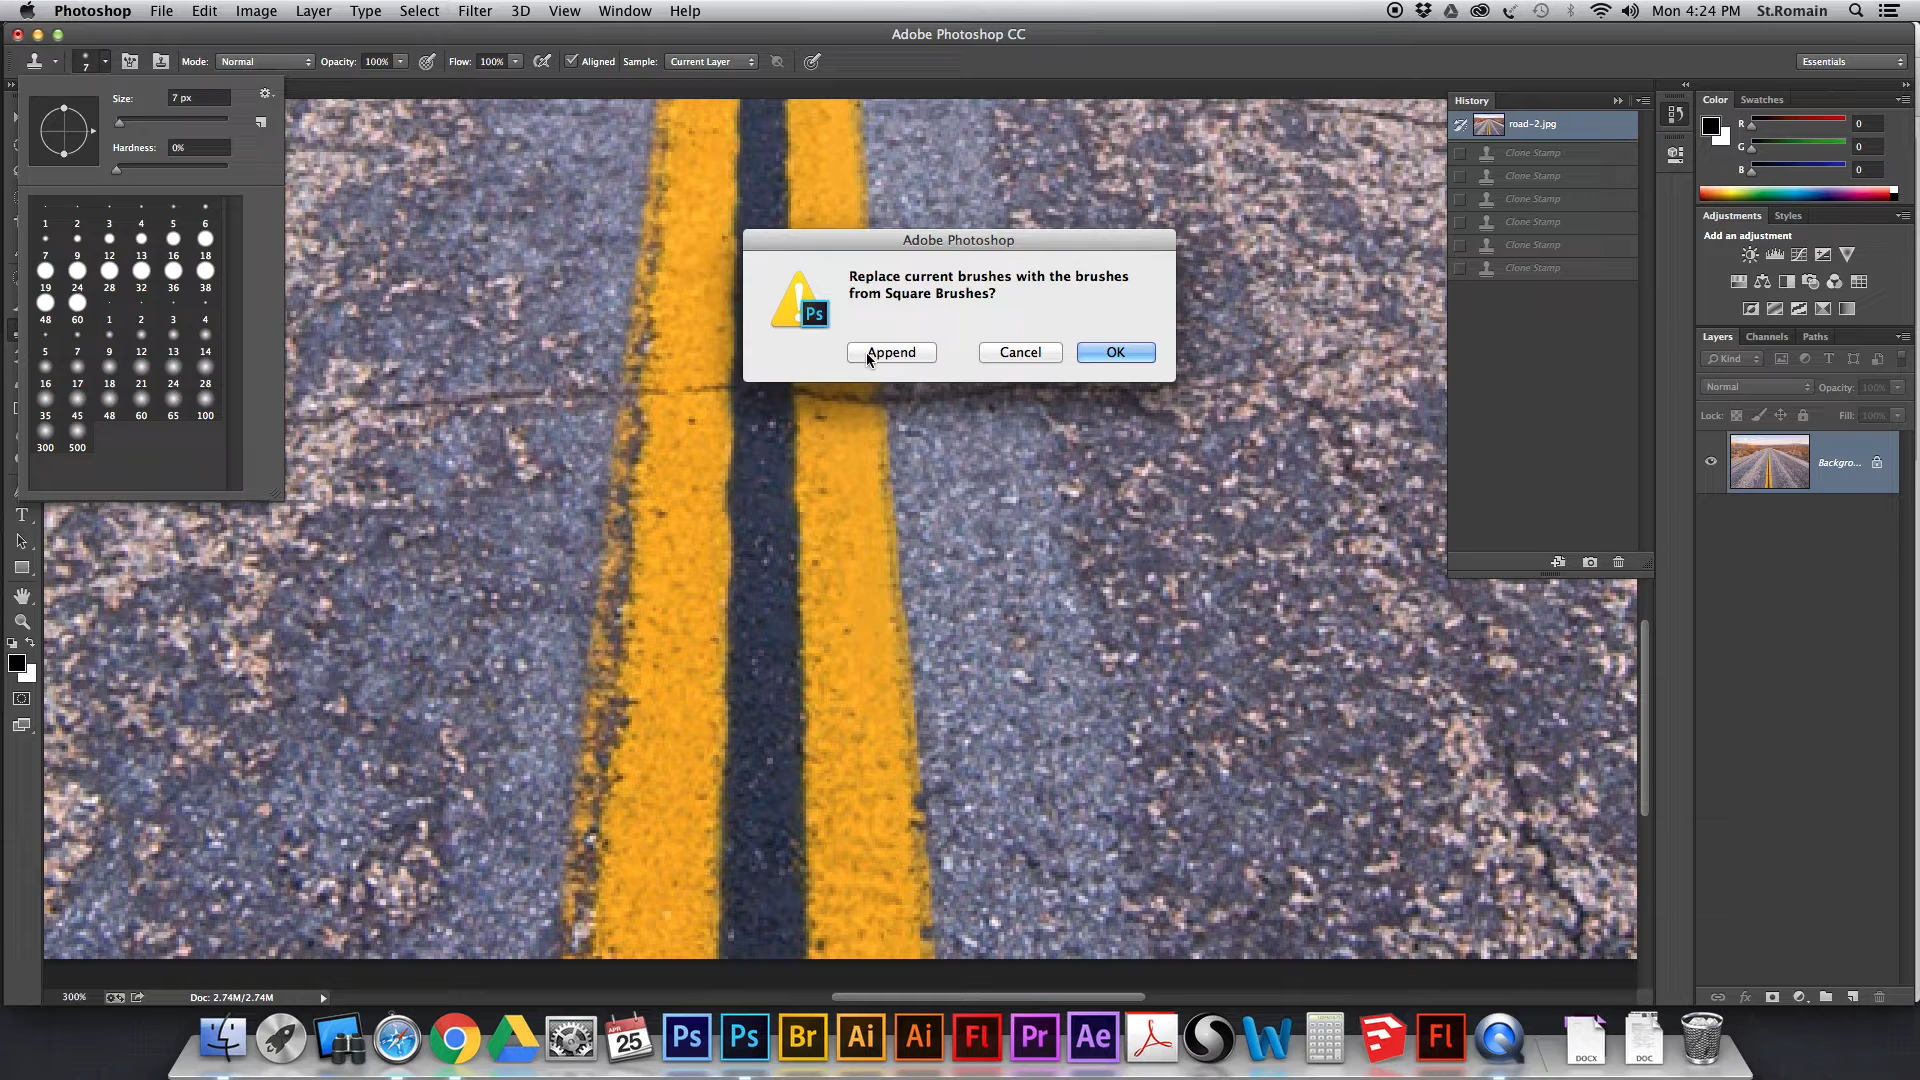 Photoshop File Edit Image Layer Type Select Filter 3D View Window Help Mon 4:24 PM St.Romain
Adobe Photoshop CC
7 Mode: Normal Opacity: 100% Flow: 100% Aligned Sample: Current Layer Essentials
Size: 7 px
Hardness: 0%
1 2 3 4 5 6
7 9 12 13 16 18
19 24 28 32 36 38
48 60 1 2 3 4
5 7 9 12 13 14
16 17 18 21 24 28
35 45 48 60 65 100
300 500
Adobe Photoshop
Replace current brushes with the brushes
from Square Brushes?
Append Cancel OK
Ps
History
road-2.jpg
Clone Stamp
Clone Stamp
Clone Stamp
Clone Stamp
Clone Stamp
Clone Stamp
Color Swatches
R 0
G 0
B 0
Adjustments Styles
Add an adjustment
Layers Channels Paths
Kind
Normal Opacity: 100%
Lock: Fill: 100%
Backgro...
T
300% Doc: 2.74M/2.74M
fx
APR
25
Ps Ps Br Ai Ai Fl Pr Ae W Fl
DOCX DOC